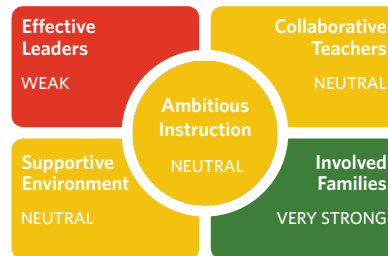 Effective
Leaders
WEAK
Collaborative
Teachers
NEUTRAL
Ambitious
Instruction
NEUTRAL
Supportive
Environment
NEUTRAL
Involved
Families
VERY STRONG